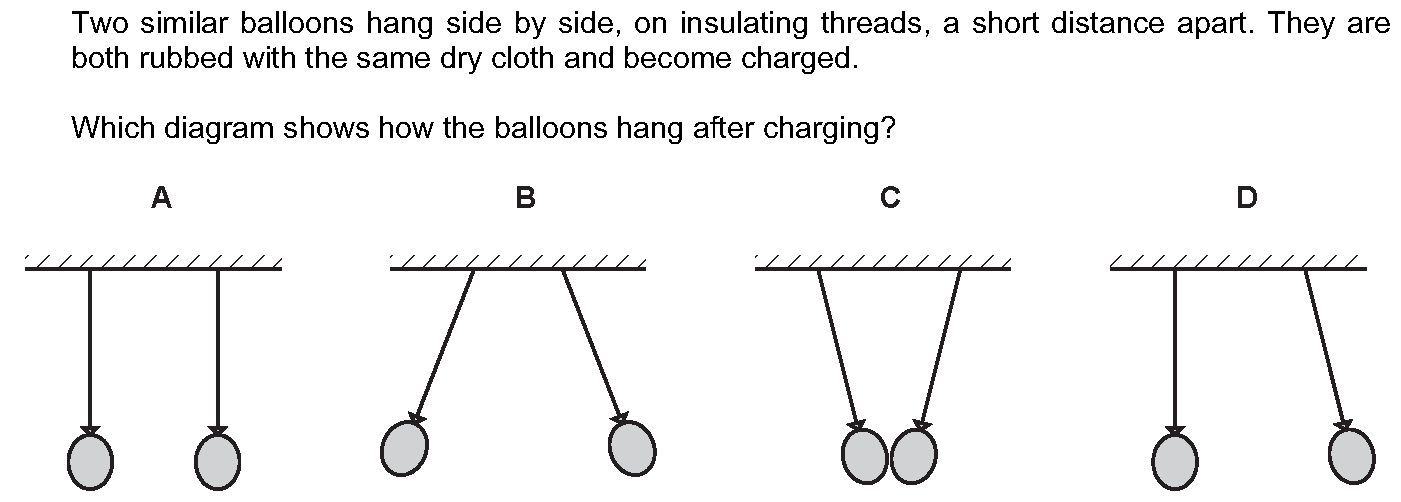 Two similar balloons hang side by side, on insulating threads, a short distance apart. They are
both rubbed with the same dry cloth and become charged.
Which diagram shows how the balloons hang after charging?
A B C D